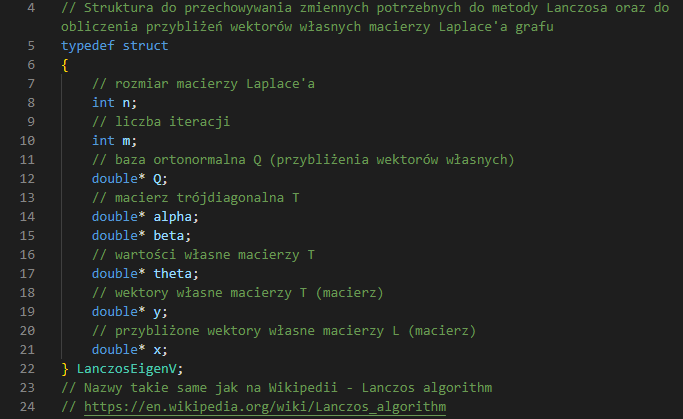 4 // Struktura do przechowywania zmiennych potrzebnych do metody Lanczosa oraz do
obliczenia przybliżeń wektorów własnych macierzy Laplace'a grafu
5 typedef struct
6 {
7 // rozmiar macierzy Laplace'a
8 int n;
9 // liczba iteracji
10 int m;
11 // baza ortonormalna Q (przybliżenia wektorów własnych)
12 double* Q;
13 // macierz trójdiagonalna T
14 double* alpha;
15 double* beta;
16 // wartości własne macierzy T
17 double* theta;
18 // wektory własne macierzy T (macierz)
19 double* y;
20 // przybliżone wektory własne macierzy L (macierz)
21 double* x;
22 } LanczosEigenV;
23 // Nazwy takie same jak na Wikipedii - Lanczos algorithm
24 // https://en.wikipedia.org/wiki/Lanczos_algorithm